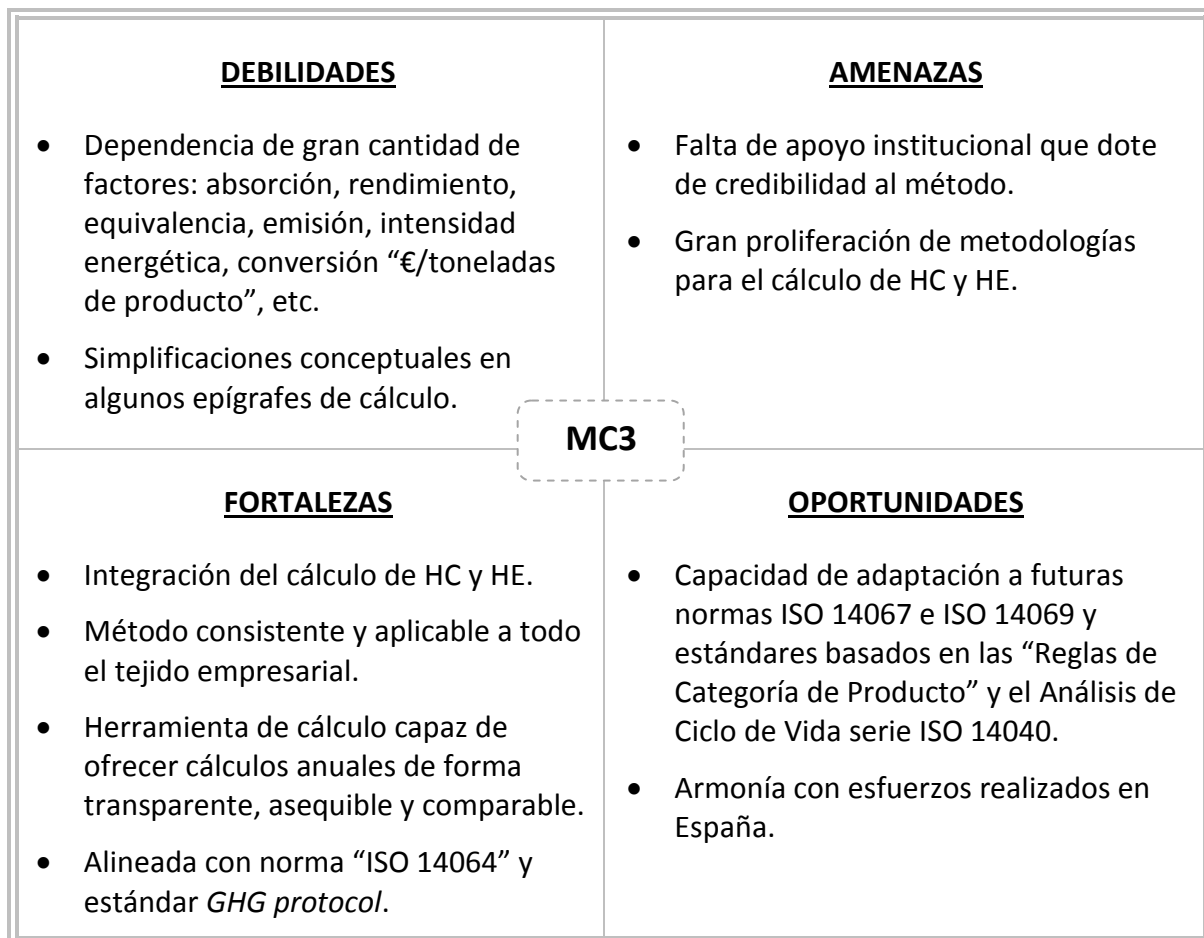 DEBILIDADES
• Dependencia de gran cantidad de
factores: absorción, rendimiento,
equivalencia, emisión, intensidad
energética, conversión “€/toneladas
de producto”, etc.
• Simplificaciones conceptuales en
algunos epígrafes de cálculo.
AMENAZAS
• Falta de apoyo institucional que dote
de credibilidad al método.
• Gran proliferación de metodologías
para el cálculo de HC y HE.
MC3
FORTALEZAS
• Integración del cálculo de HC y HE.
• Método consistente y aplicable a todo
el tejido empresarial.
• Herramienta de cálculo capaz de
ofrecer cálculos anuales de forma
transparente, asequible y comparable.
• Alineada con norma “ISO 14064” y
estándar GHG protocol.
OPORTUNIDADES
• Capacidad de adaptación a futuras
normas ISO 14067 e ISO 14069 y
estándares basados en las “Reglas de
Categoría de Producto” y el Análisis de
Ciclo de Vida serie ISO 14040.
• Armonía con esfuerzos realizados en
España.